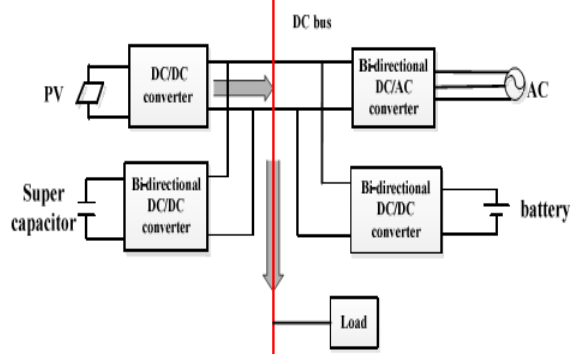 DC bus
PV
DC/DC
converter
Bi-directional
DC/AC
converter
AC
Super
capacitor
Bi-directional
DC/DC
converter
Bi-directional
DC/DC
converter
battery
Load